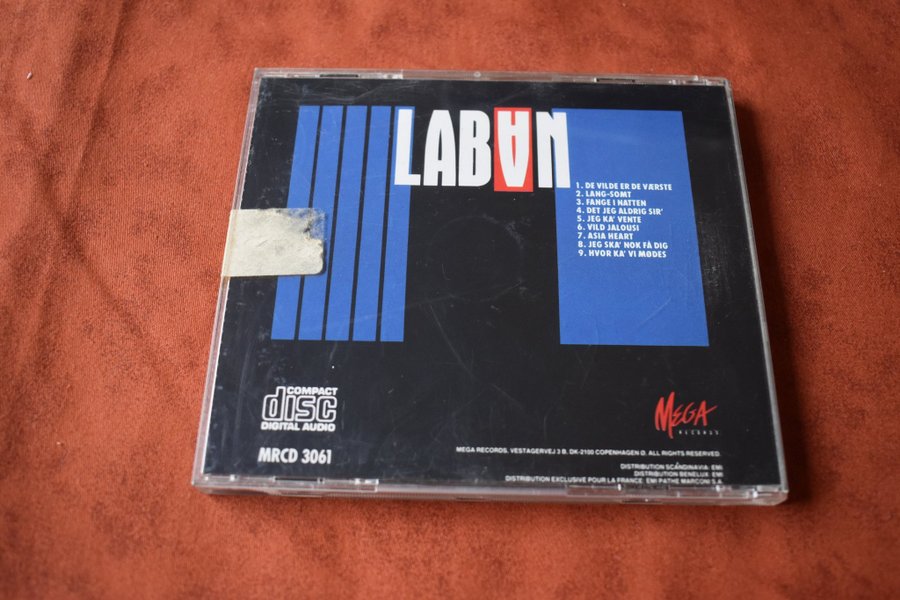 LABAN
1. DE VILDE ER DE VÆRSTE
2. LANG-SOMT
3. FANGE I NATTEN
4. DET JEG ALDRIG SIR'
5. JEG KA' VENTE
6. VILD JALOUSI
7. ASIA HEART
8. JEG SKA' NOK FÅ DIG
9. HVOR KA' VI MØDES
COMPACT
disc
DIGITAL AUDIO
MRCD 3061
MEGA
RECORDS
MEGA RECORDS, VESTAGERVEJ 3 B, DK-2100 COPENHAGEN Ø. ALL RIGHTS RESERVED.
DISTRIBUTION SCANDINAVIA: EMI
DISTRIBUTION BENELUX: EMI
DISTRIBUTION EXCLUSIVE POUR LA FRANCE: EMI PATHE MARCONI S.A.